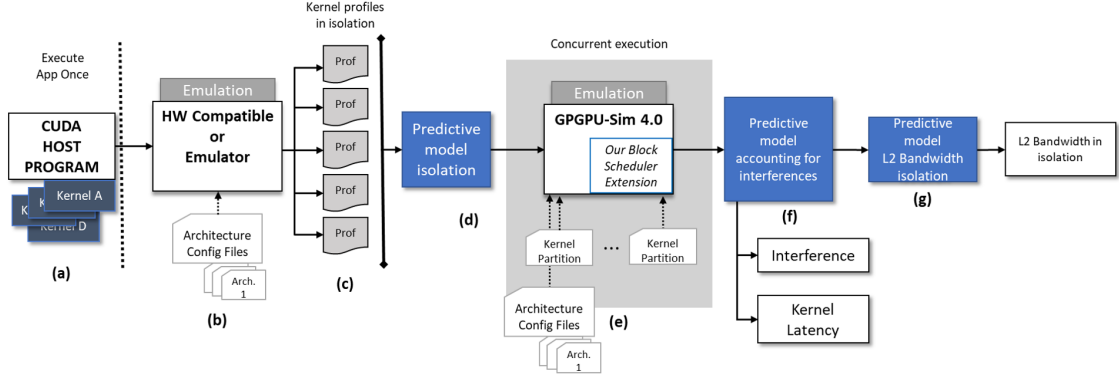 Kernel profiles
in isolation
Execute
App Once
CUDA
HOST
PROGRAM
Kernel A
Kernel D
(a)
Emulation
HW Compatible
or
Emulator
Architecture
Config Files
Arch.
1
(b)
Prof
Prof
Prof
Prof
Prof
(c)
Predictive
model
isolation
(d)
Concurrent execution
Emulation
GPGPU-Sim 4.0
Our Block
Scheduler
Extension
Kernel
Partition
...
Kernel
Partition
Architecture
Config Files
Arch.
1
(e)
Predictive
model
accounting for
interferences
(f)
Interference
Kernel
Latency
Predictive
model
L2 Bandwidth
isolation
(g)
L2 Bandwidth in
isolation